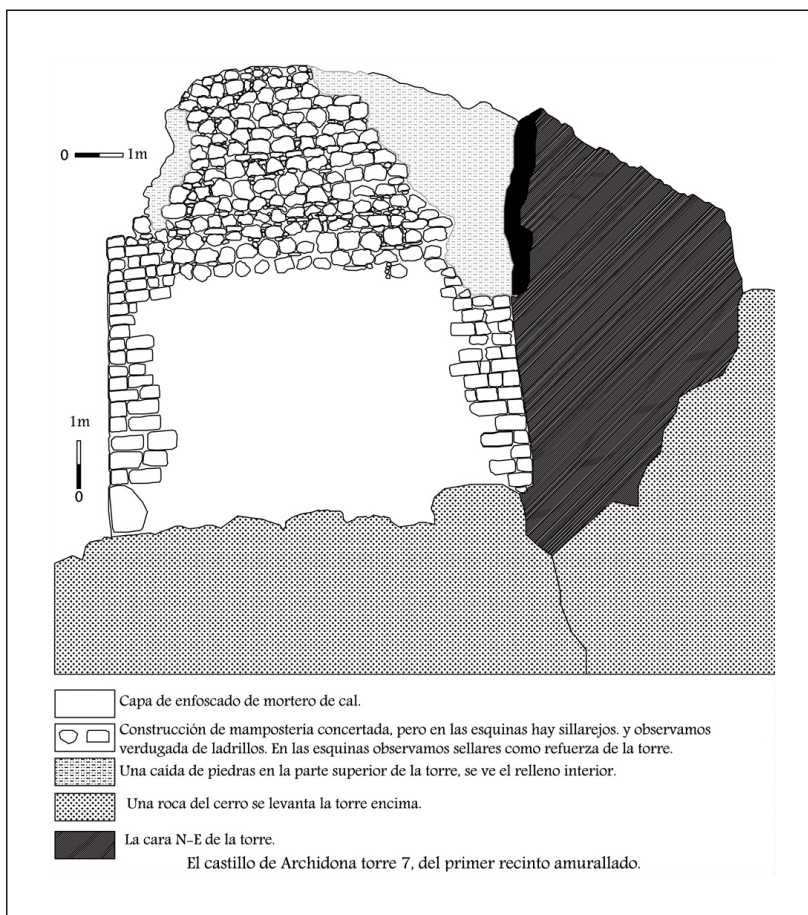 0 1m
1m
0
Capa de enfoscado de mortero de cal.
Construcción de mampostería concertada, pero en las esquinas hay sillarejos. y observamos
verdugada de ladrillos. En las esquinas observamos sellares como refuerza de la torre.
Una caída de piedras en la parte superior de la torre, se ve el relleno interior.
Una roca del cerro se levanta la torre encima.
La cara N-E de la torre.
El castillo de Archidona torre 7, del primer recinto amurallado.